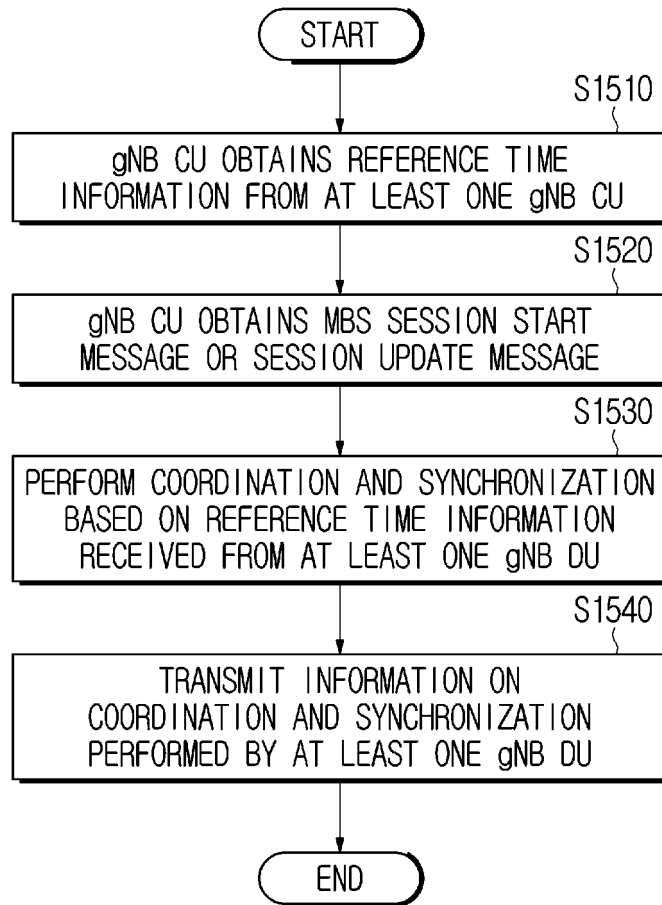 START
S1510
gNB CU OBTAINS REFERENCE TIME
INFORMATION FROM AT LEAST ONE gNB CU
S1520
gNB CU OBTAINS MBS SESSION START
MESSAGE OR SESSION UPDATE MESSAGE
S1530
PERFORM COORDINATION AND SYNCHRONIZATION
BASED ON REFERENCE TIME INFORMATION
RECEIVED FROM AT LEAST ONE gNB DU
S1540
TRANSMIT INFORMATION ON
COORDINATION AND SYNCHRONIZATION
PERFORMED BY AT LEAST ONE gNB DU
END